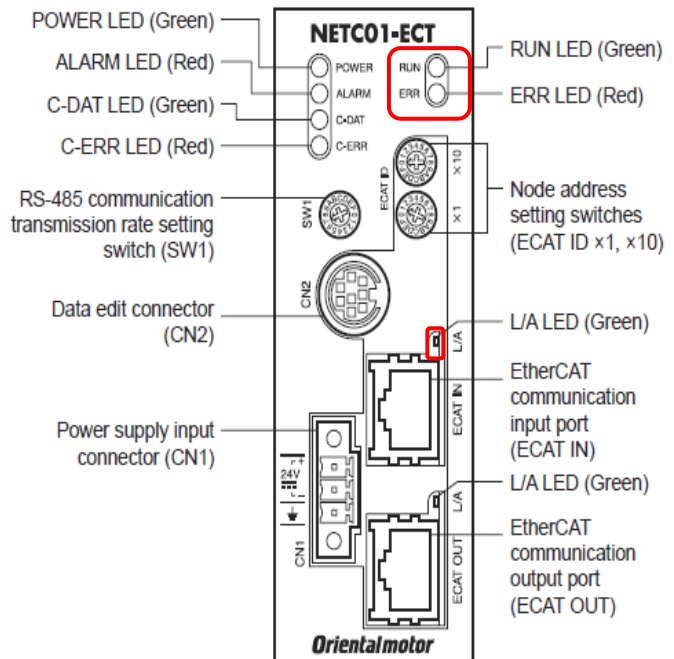 POWER LED (Green)
ALARM LED (Red)
C-DAT LED (Green)
C-ERR LED (Red)
RS-485 communication
transmission rate setting
switch (SW1)
Data edit connector
(CN2)
Power supply input
connector (CN1)
NETC01-ECT
POWER
ALARM
C•DAT
C-ERR
RUN
ERR
ECAT ID
×10
×1
SW1
CN2
L/A
ECAT IN
24V
+
-
CN1
L/A
ECAT OUT
Orientalmotor
RUN LED (Green)
ERR LED (Red)
Node address
setting switches
(ECAT ID ×1, ×10)
L/A LED (Green)
EtherCAT
communication
input port
(ECAT IN)
L/A LED (Green)
EtherCAT
communication
output port
(ECAT OUT)